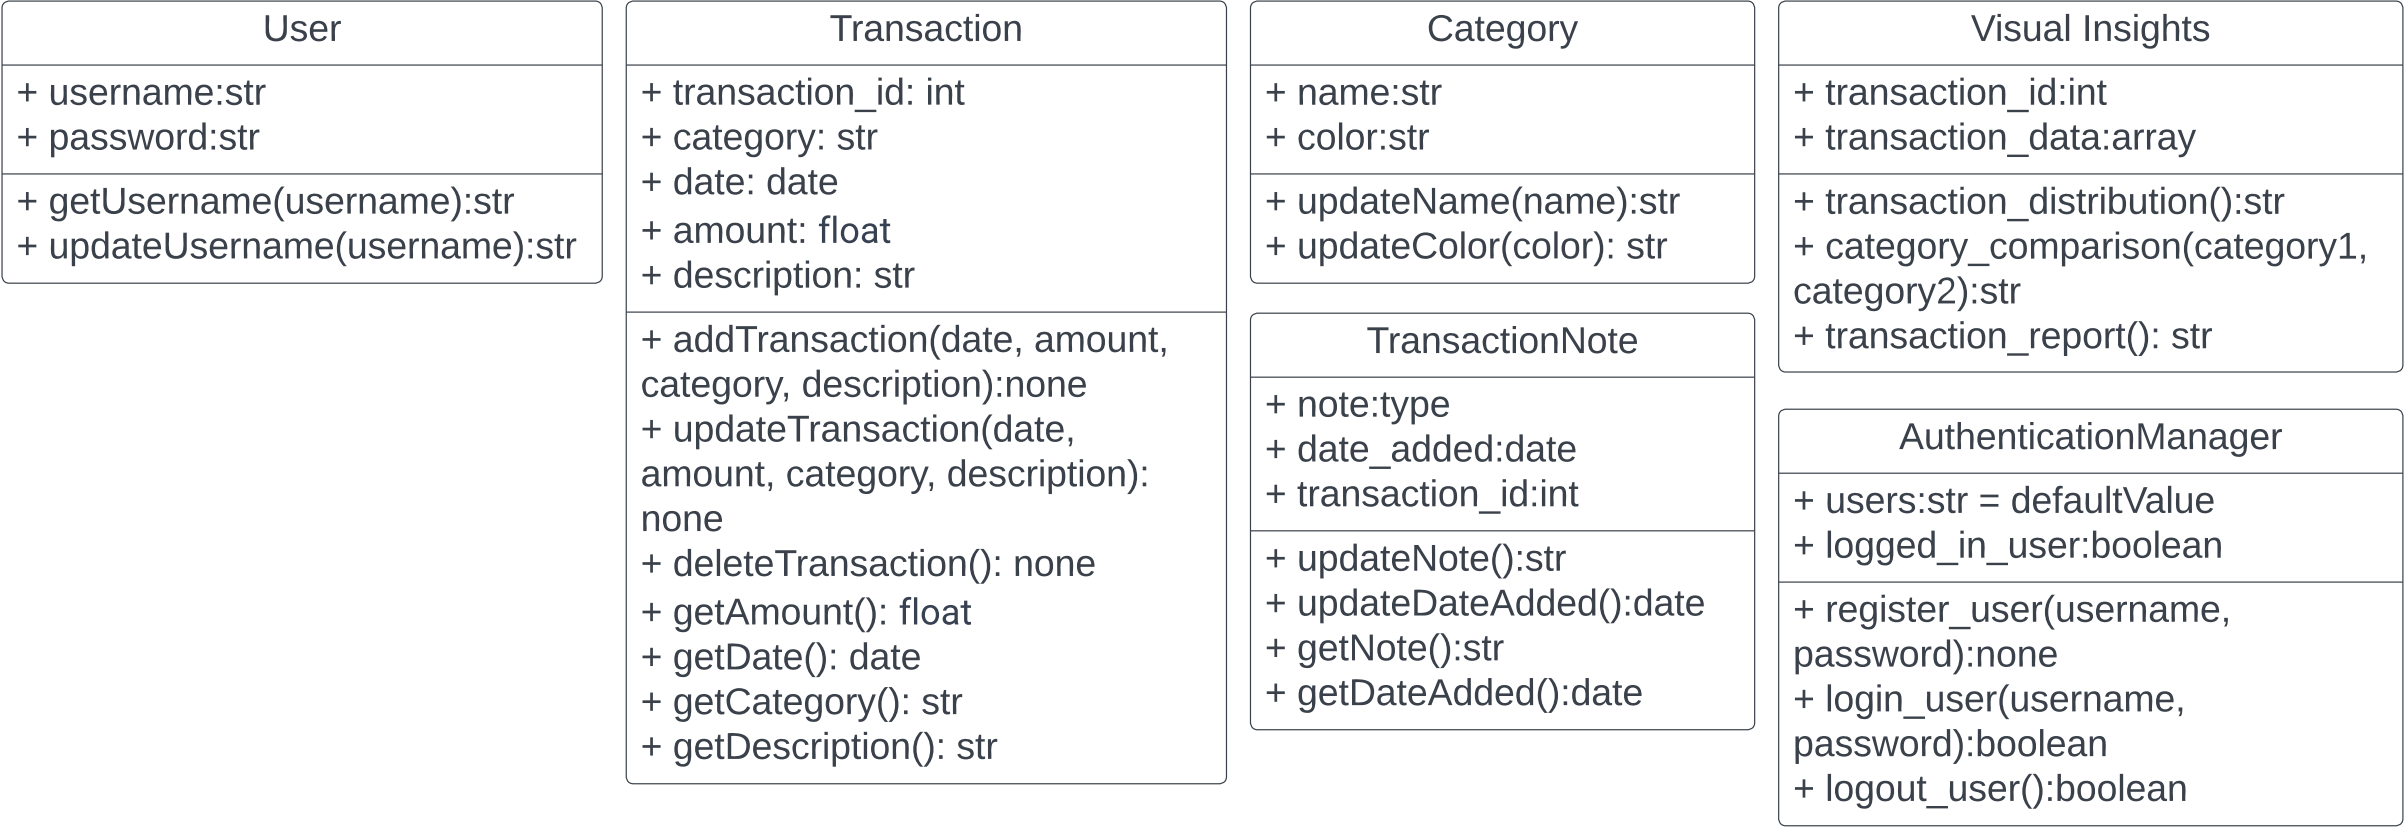 User
+ username:str
+ password:str
+ getUsername(username):str
+ updateUsername(username):str
Transaction
+ transaction_id: int
+ category: str
+ date: date
+ amount: float
+ description: str
+ addTransaction(date, amount,
category, description):none
+ updateTransaction(date,
amount, category, description):
none
+ deleteTransaction(): none
+ getAmount(): float
+ getDate(): date
+ getCategory(): str
+ getDescription(): str
Category
+ name:str
+ color:str
+ updateName(name):str
+ updateColor(color): str
TransactionNote
+ note:type
+ date_added:date
+ transaction_id:int
+ updateNote():str
+ updateDateAdded():date
+ getNote():str
+ getDateAdded():date
Visual Insights
+ transaction_id:int
+ transaction_data:array
+ transaction_distribution():str
+ category_comparison(category1,
category2):str
+ transaction_report(): str
AuthenticationManager
+ users:str = defaultValue
+ logged_in_user:boolean
+ register_user(username,
password):none
+ login_user(username,
password):boolean
+ logout_user():boolean